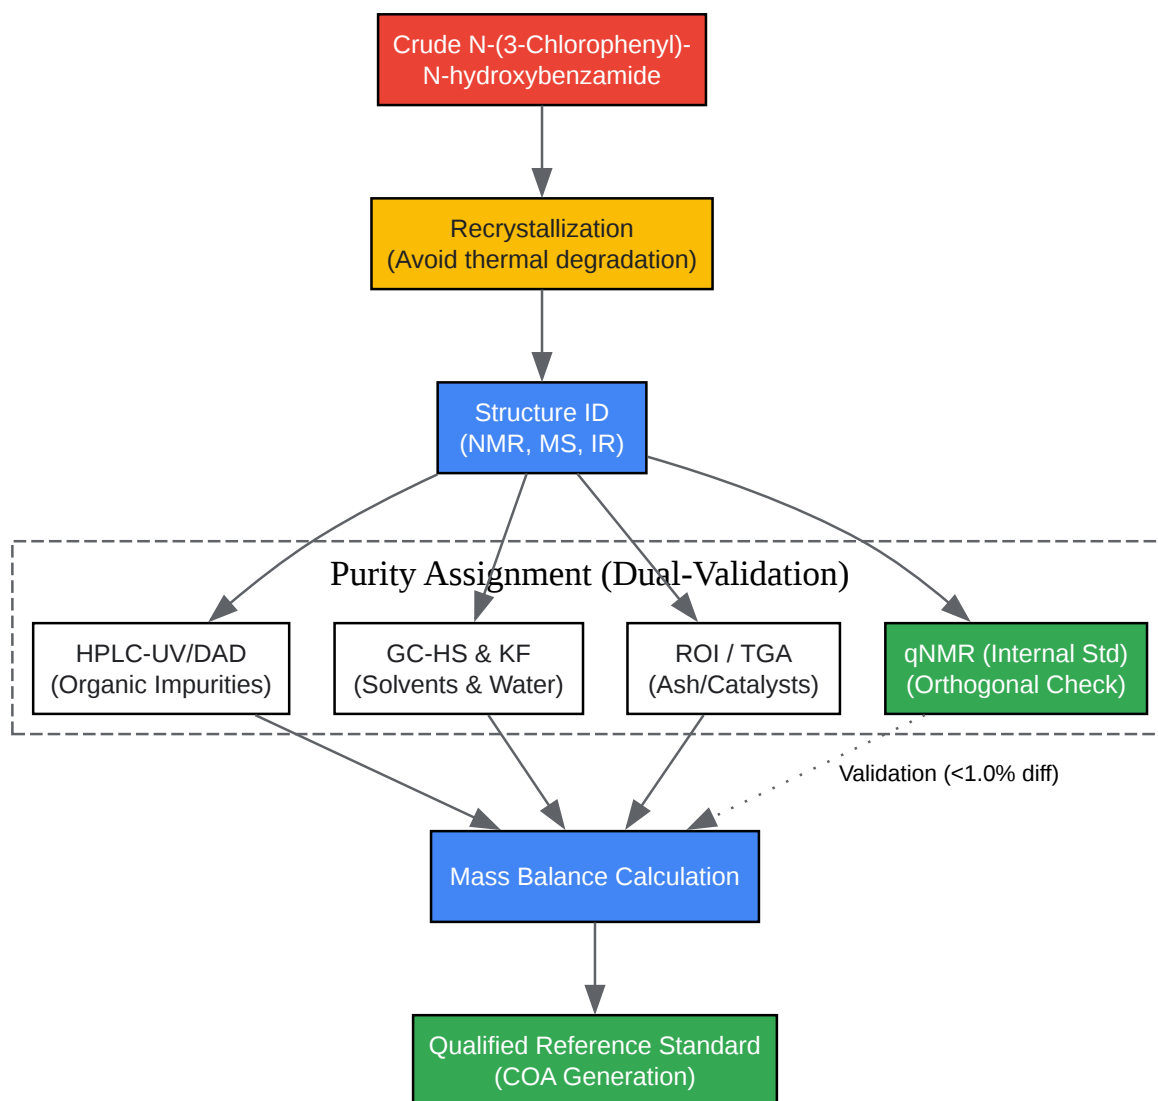 Crude N-(3-Chlorophenyl)-
N-hydroxybenzamide
Recrystallization
(Avoid thermal degradation)
Structure ID
(NMR, MS, IR)
Purity Assignment (Dual-Validation)
HPLC-UV/DAD
(Organic Impurities)
GC-HS & KF
(Solvents & Water)
ROI / TGA
(Ash/Catalysts)
qNMR (Internal Std)
(Orthogonal Check)
Validation (<1.0% diff)
Mass Balance Calculation
Qualified Reference Standard
(COA Generation)